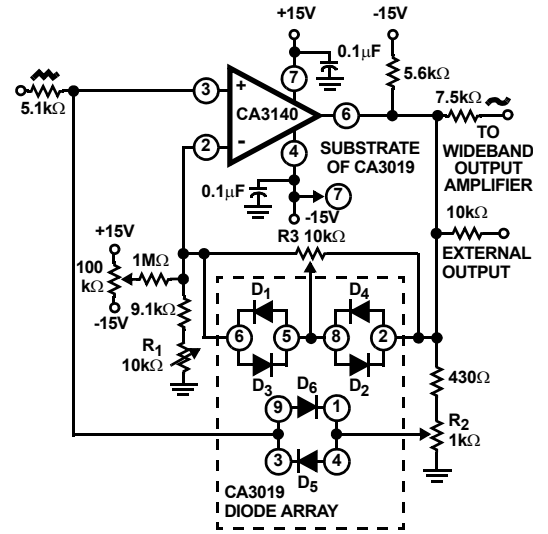 +15V
-15V
0.1μF
5.6kΩ
7.5kΩ
5.1kΩ
3
+
7
CA3140
6
2
-
4
TO
WIDEBAND
OUTPUT
AMPLIFIER
SUBSTRATE
OF CA3019
0.1μF
7
-15V
10kΩ
EXTERNAL
OUTPUT
+15V
R3 10kΩ
1MΩ
100
kΩ
-15V
9.1kΩ
D1
D4
6
5
8
2
R1
10kΩ
D3
D2
430Ω
D6
9
1
R2
1kΩ
3
4
D5
CA3019
DIODE ARRAY